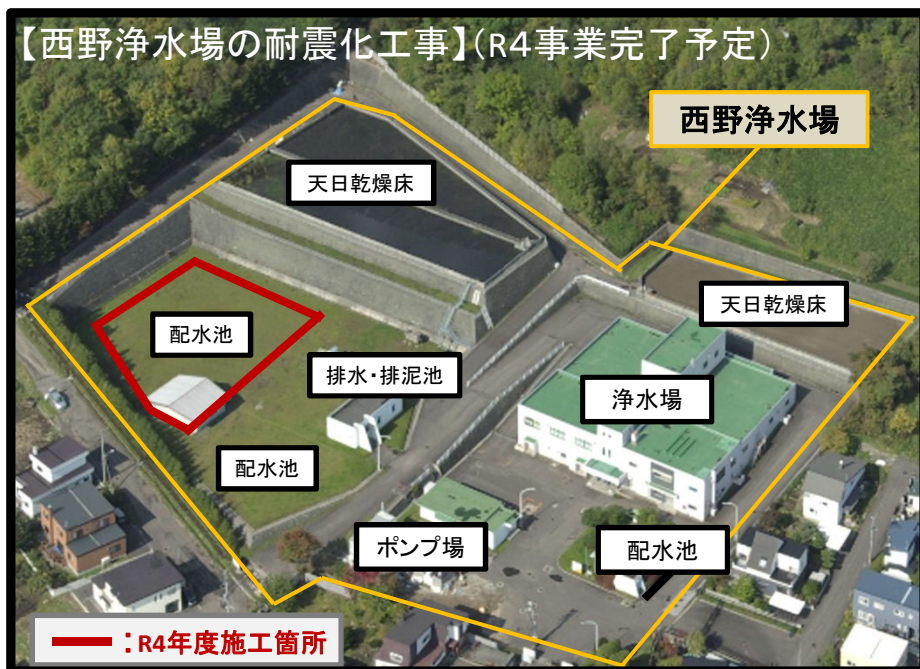 【西野浄水場の耐震化工事】(R4事業完了予定)
西野浄水場
天日乾燥床
天日乾燥床
配水池
排水・排泥池
浄水場
配水池
ポンプ場
配水池
:R4年度施工箇所